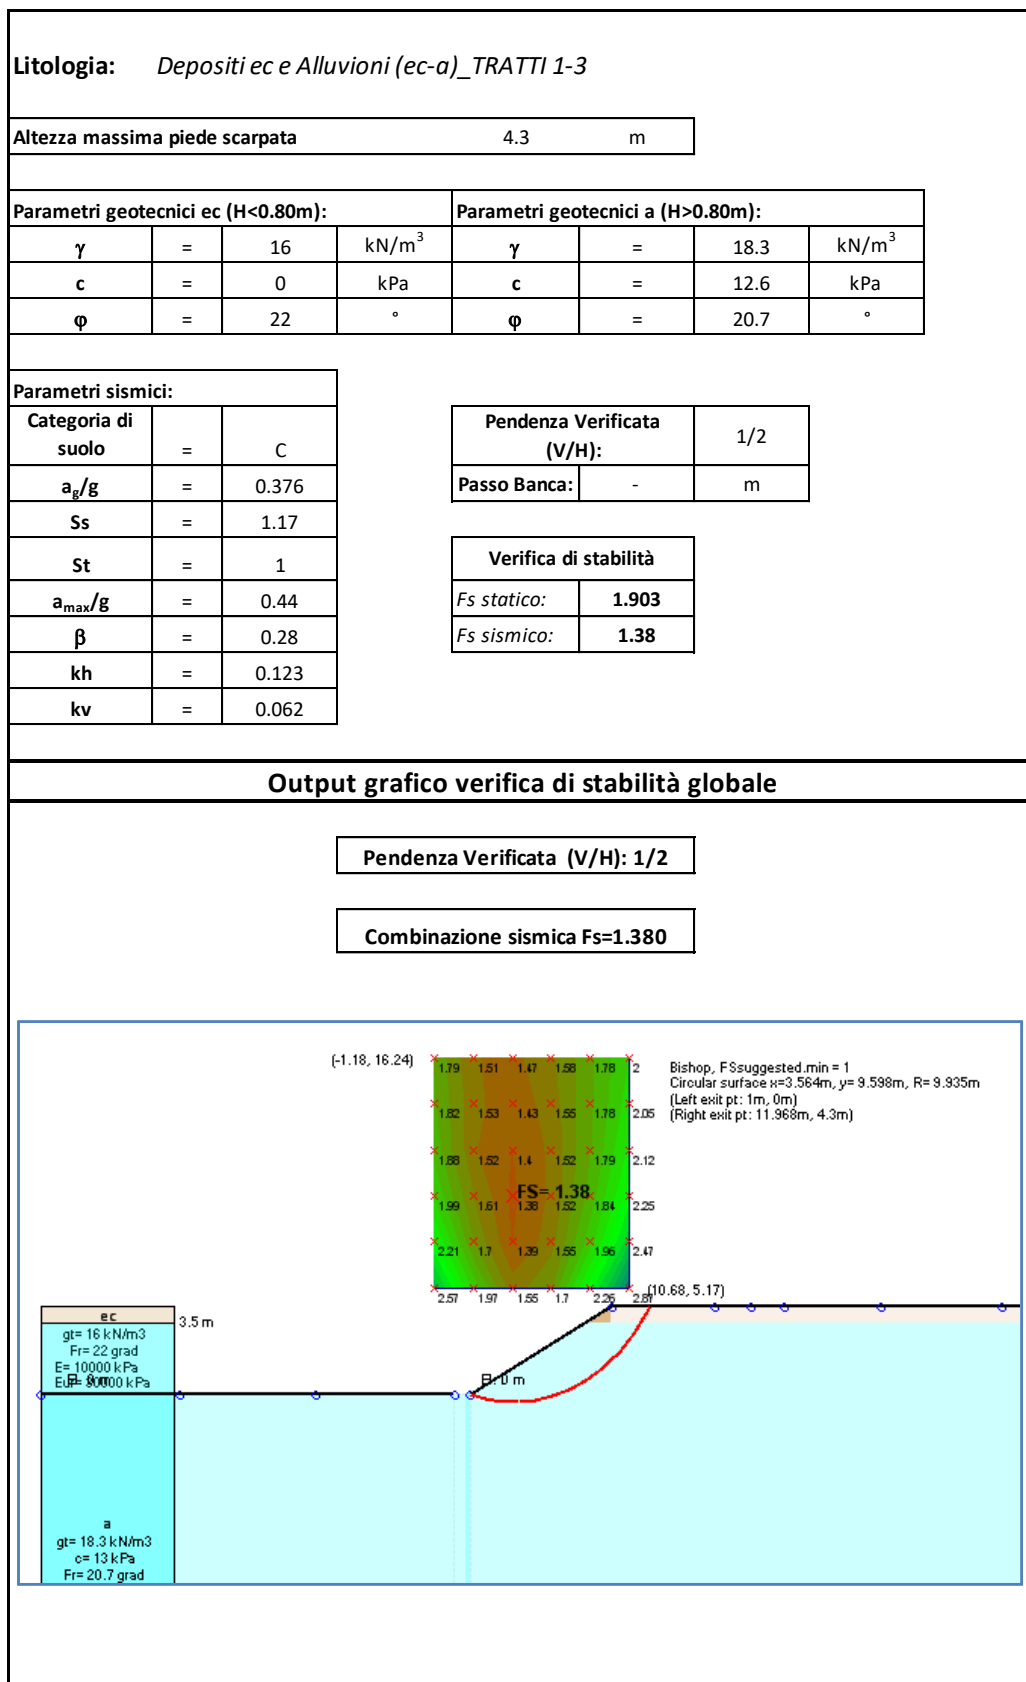 Litologia: Depositi ec e Alluvioni (ec-a)_TRATTI 1-3
Altezza massima piede scarpata 4.3 m
Parametri geotecnici ec (H<0.80m): Parametri geotecnici a (H>0.80m):
γ = 16 kN/m³ γ = 18.3 kN/m³
c = 0 kPa c = 12.6 kPa
φ = 22 ° φ = 20.7 °
Parametri sismici:
Categoria di suolo = C
ag/g = 0.376
Ss = 1.17
St = 1
amax/g = 0.44
β = 0.28
kh = 0.123
kv = 0.062
Pendenza Verificata (V/H): 1/2
Passo Banca: - m
Verifica di stabilità
Fs statico: 1.903
Fs sismico: 1.38
Output grafico verifica di stabilità globale
Pendenza Verificata (V/H): 1/2
Combinazione sismica Fs=1.380
(-1.18, 16.24)
1.79 1.51 1.47 1.58 1.78 2
1.82 1.53 1.43 1.55 1.78 2.05
1.88 1.52 1.4 1.52 1.79 2.12
FS= 1.38
1.99 1.61 1.38 1.52 1.84 2.25
2.21 1.7 1.39 1.55 1.96 2.47
2.57 1.97 1.55 1.7 2.26
(10.68, 5.17)
Bishop, FSsuggested.min = 1
Circular surface x=3.564m, y= 9.598m, R= 9.935m
(Left exit pt: 1m, 0m)
(Right exit pt: 11.968m, 4.3m)
ec
3.5 m
gt= 16 kN/m3
Fr= 22 grad
E= 10000 kPa
0 m
a
gt= 18.3 kN/m3
c= 13 kPa
Fr= 20.7 grad